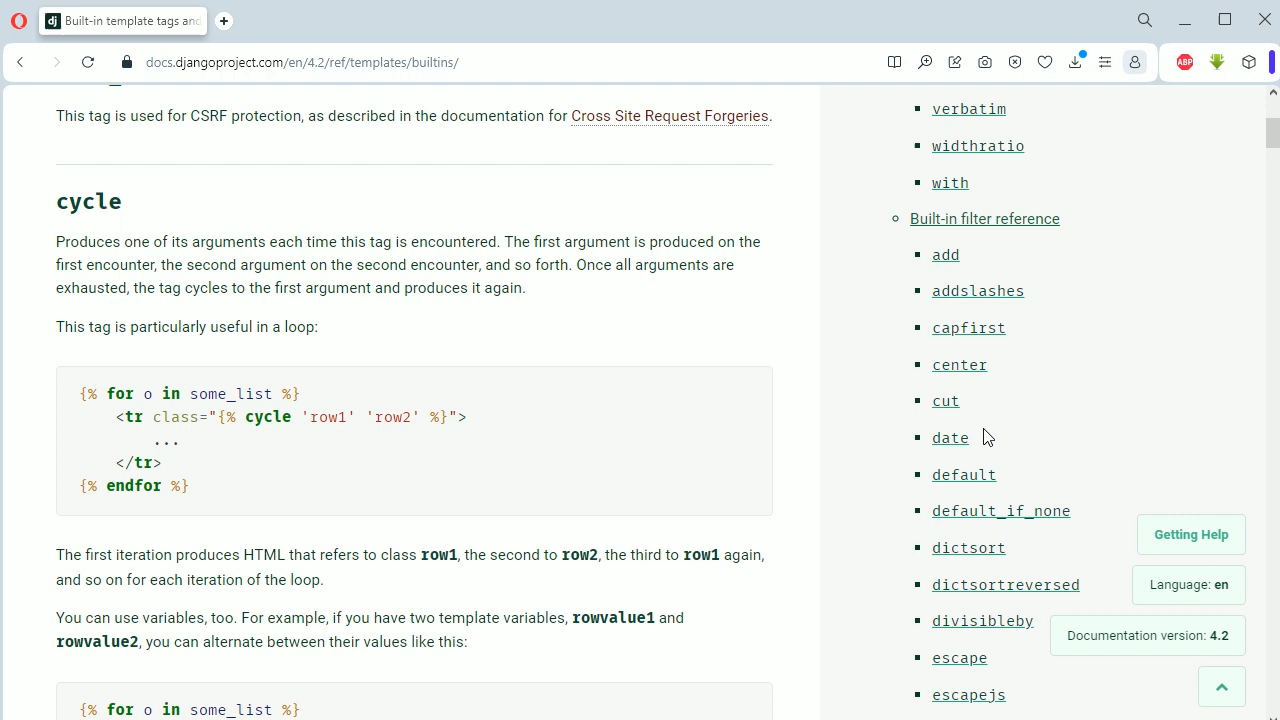 dj Built-in template tags and
docs.djangoproject.com/en/4.2/ref/templates/builtins/
ABP
This tag is used for CSRF protection, as described in the documentation for Cross Site Request Forgeries.
cycle
Produces one of its arguments each time this tag is encountered. The first argument is produced on the
first encounter, the second argument on the second encounter, and so forth. Once all arguments are
exhausted, the tag cycles to the first argument and produces it again.
This tag is particularly useful in a loop:
{% for o in some_list %}
<tr class="{% cycle 'row1' 'row2' %}">
...
</tr>
{% endfor %}
The first iteration produces HTML that refers to class row1, the second to row2, the third to row1 again,
and so on for each iteration of the loop.
You can use variables, too. For example, if you have two template variables, rowvalue1 and
rowvalue2, you can alternate between their values like this:
{% for o in some_list %}
verbatim
widthratio
with
Built-in filter reference
add
addslashes
capfirst
center
cut
date
default
default_if_none
dictsort
dictsortreversed
divisibleby
escape
escapejs
Getting Help
Language: en
Documentation version: 4.2